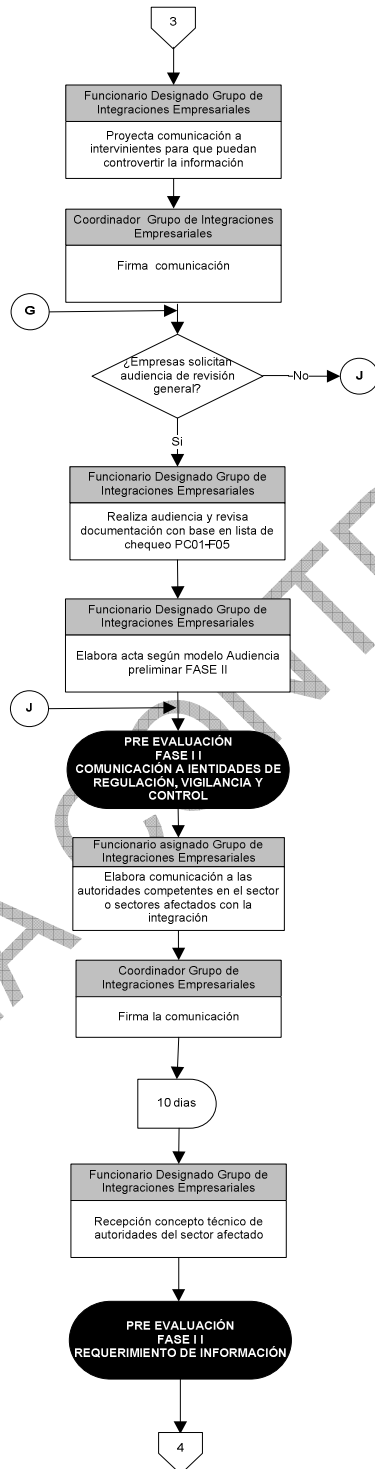 3
Funcionario Designado Grupo de
Integraciones Empresariales
Proyecta comunicación a
intervinientes para que puedan
controvertir la información
Coordinador Grupo de Integraciones
Empresariales
Firma comunicación
G
¿Empresas solicitan
audiencia de revisión
general?
No
J
Si
Funcionario Designado Grupo de
Integraciones Empresariales
Realiza audiencia y revisa
documentación con base en lista de
chequeo PC01-F05
Funcionario Designado Grupo de
Integraciones Empresariales
Elabora acta según modelo Audiencia
preliminar FASE II
J
PRE EVALUACIÓN
FASE I I
COMUNICACIÓN A IENTIDADES DE
REGULACIÓN, VIGILANCIA Y
CONTROL
Funcionario asignado Grupo de
Integraciones Empresariales
Elabora comunicación a las
autoridades competentes en el sector
o sectores afectados con la
integración
Coordinador Grupo de
Integraciones Empresariales
Firma la comunicación
10 dias
Funcionario Designado Grupo de
Integraciones Empresariales
Recepción concepto técnico de
autoridades del sector afectado
PRE EVALUACIÓN
FASE I I
REQUERIMIENTO DE INFORMACIÓN
4